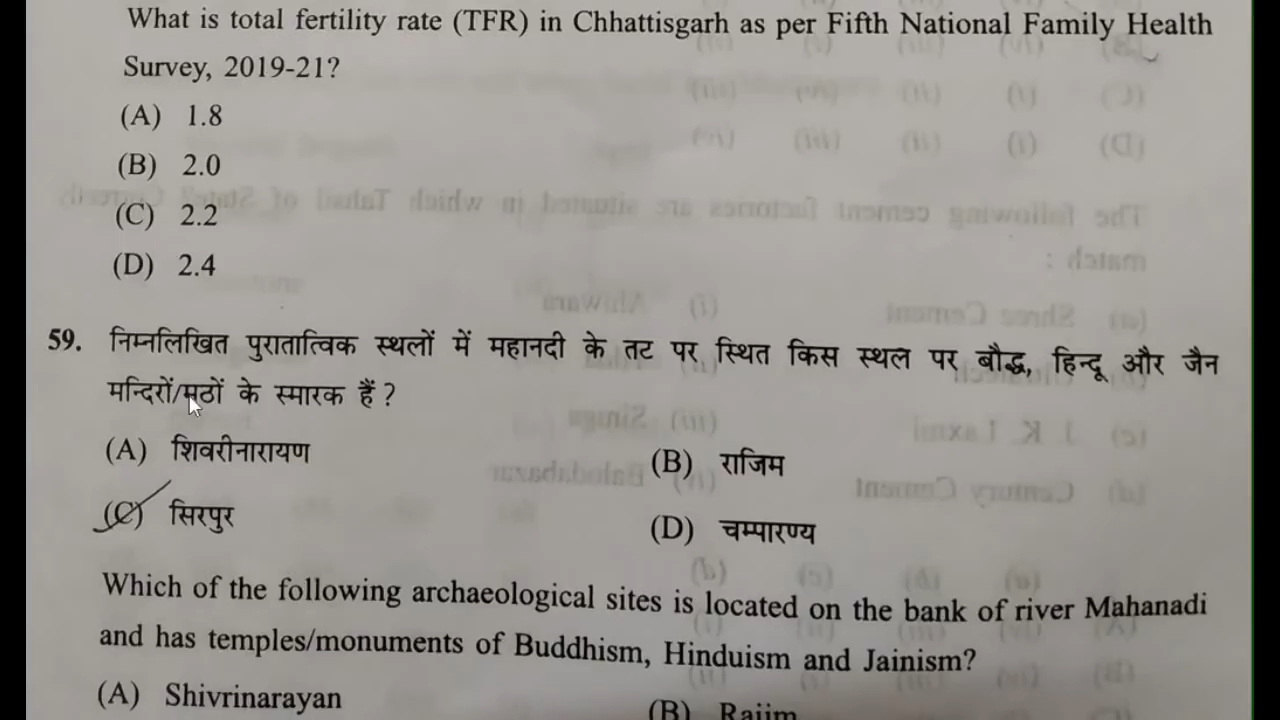 What is total fertility rate (TFR) in Chhattisgarh as per Fifth National Family Health
Survey, 2019-21?
(A) 1.8
(B) 2.0
(C) 2.2
(D) 2.4
59. निम्नलिखित पुरातात्विक स्थलों में महानदी के तट पर स्थित किस स्थल पर बौद्ध, हिन्दू और जैन
मन्दिरों/मठों के स्मारक हैं ?
(A) शिवरीनारायण (B) राजिम
(C) सिरपुर (D) चम्पारण्य
Which of the following archaeological sites is located on the bank of river Mahanadi
and has temples/monuments of Buddhism, Hinduism and Jainism?
(A) Shivrinarayan (B) Rajim